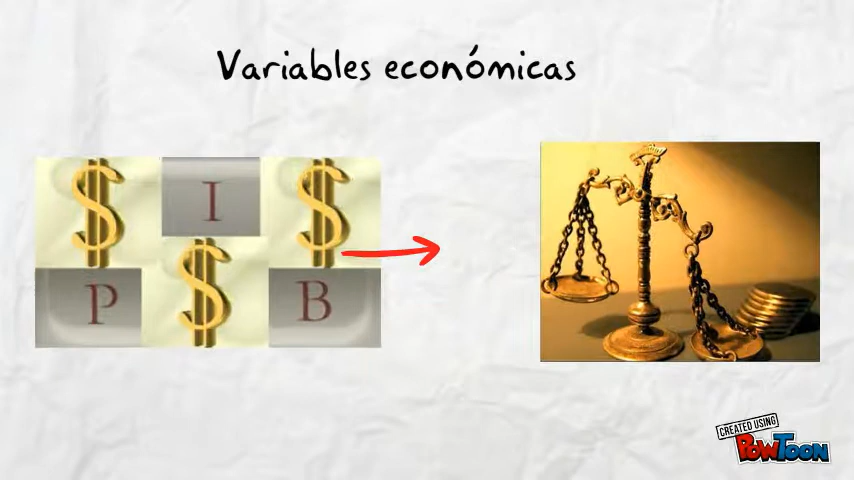 Variables económicas
$ I $
P $ B
CREATED USING
POWTOON